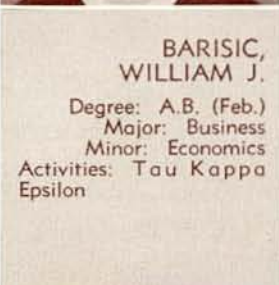 BARISIC,
WILLIAM J.
Degree: A.B. (Feb.)
Major: Business
Minor: Economics
Activities: Tau Kappa
Epsilon